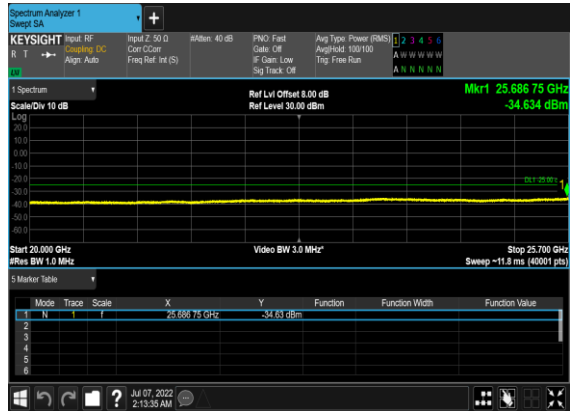 Spectrum Analyzer 1
Swept SA
+
KEYSIGHT Input: RF Input Z: 50 Ω #Atten: 40 dB PNO: Fast Avg Type: Power (RMS) 1 2 3 4 5 6
R T Coupling: DC Corr CCorr Gate: Off Avg|Hold: 100/100 A W W W W W
Align: Auto Freq Ref: Int (S) IF Gain: Low Trig: Free Run
LXI Sig Track: Off A N N N N N
1 Spectrum Ref Lvl Offset 8.00 dB Mkr1 25.686 75 GHz
Scale/Div 10 dB Ref Level 30.00 dBm -34.634 dBm
Log
20.0
10.0
0.00
-10.0
DL1 -25.00
-20.0
1
-30.0
-40.0
-50.0
-60.0
Start 20.000 GHz Video BW 3.0 MHz* Stop 25.700 GHz
#Res BW 1.0 MHz Sweep ~11.8 ms (40001 pts)
5 Marker Table
Mode Trace Scale X Y Function Function Width Function Value
1 N 1 f 25.686 75 GHz -34.63 dBm
2
3
4
5
6
? Jul 07, 2022
2:13:35 AM